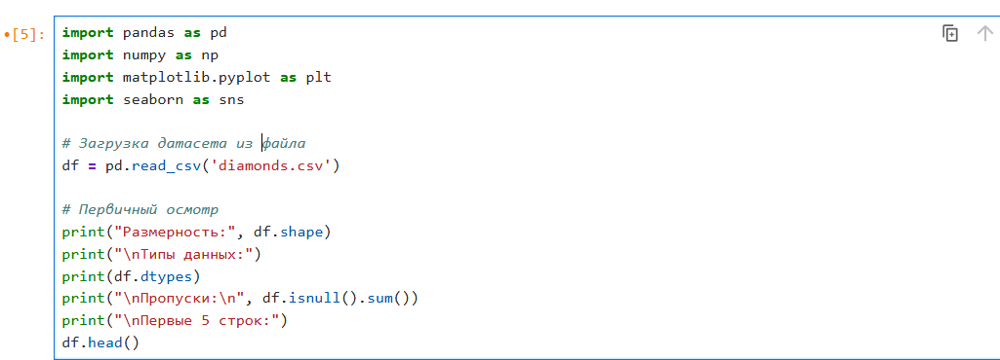 [5]:
import pandas as pd
import numpy as np
import matplotlib.pyplot as plt
import seaborn as sns
# Загрузка датасета из файла
df = pd.read_csv('diamonds.csv')
# Первичный осмотр
print("Размерность:", df.shape)
print("\nТипы данных:")
print(df.dtypes)
print("\nПропуски:\n", df.isnull().sum())
print("\nПервые 5 строк:")
df.head()